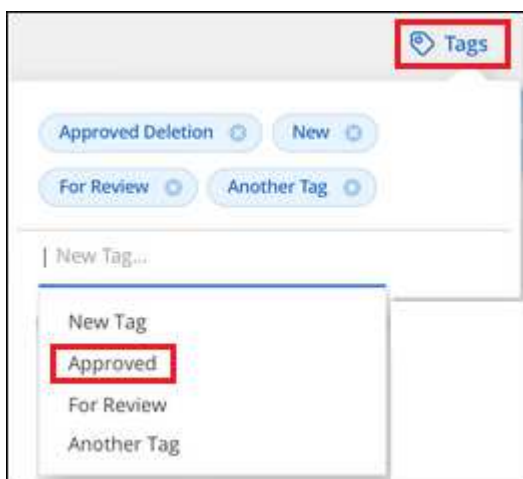 Tags
Approved Deletion New
For Review Another Tag
New Tag...
New Tag
Approved
For Review
Another Tag